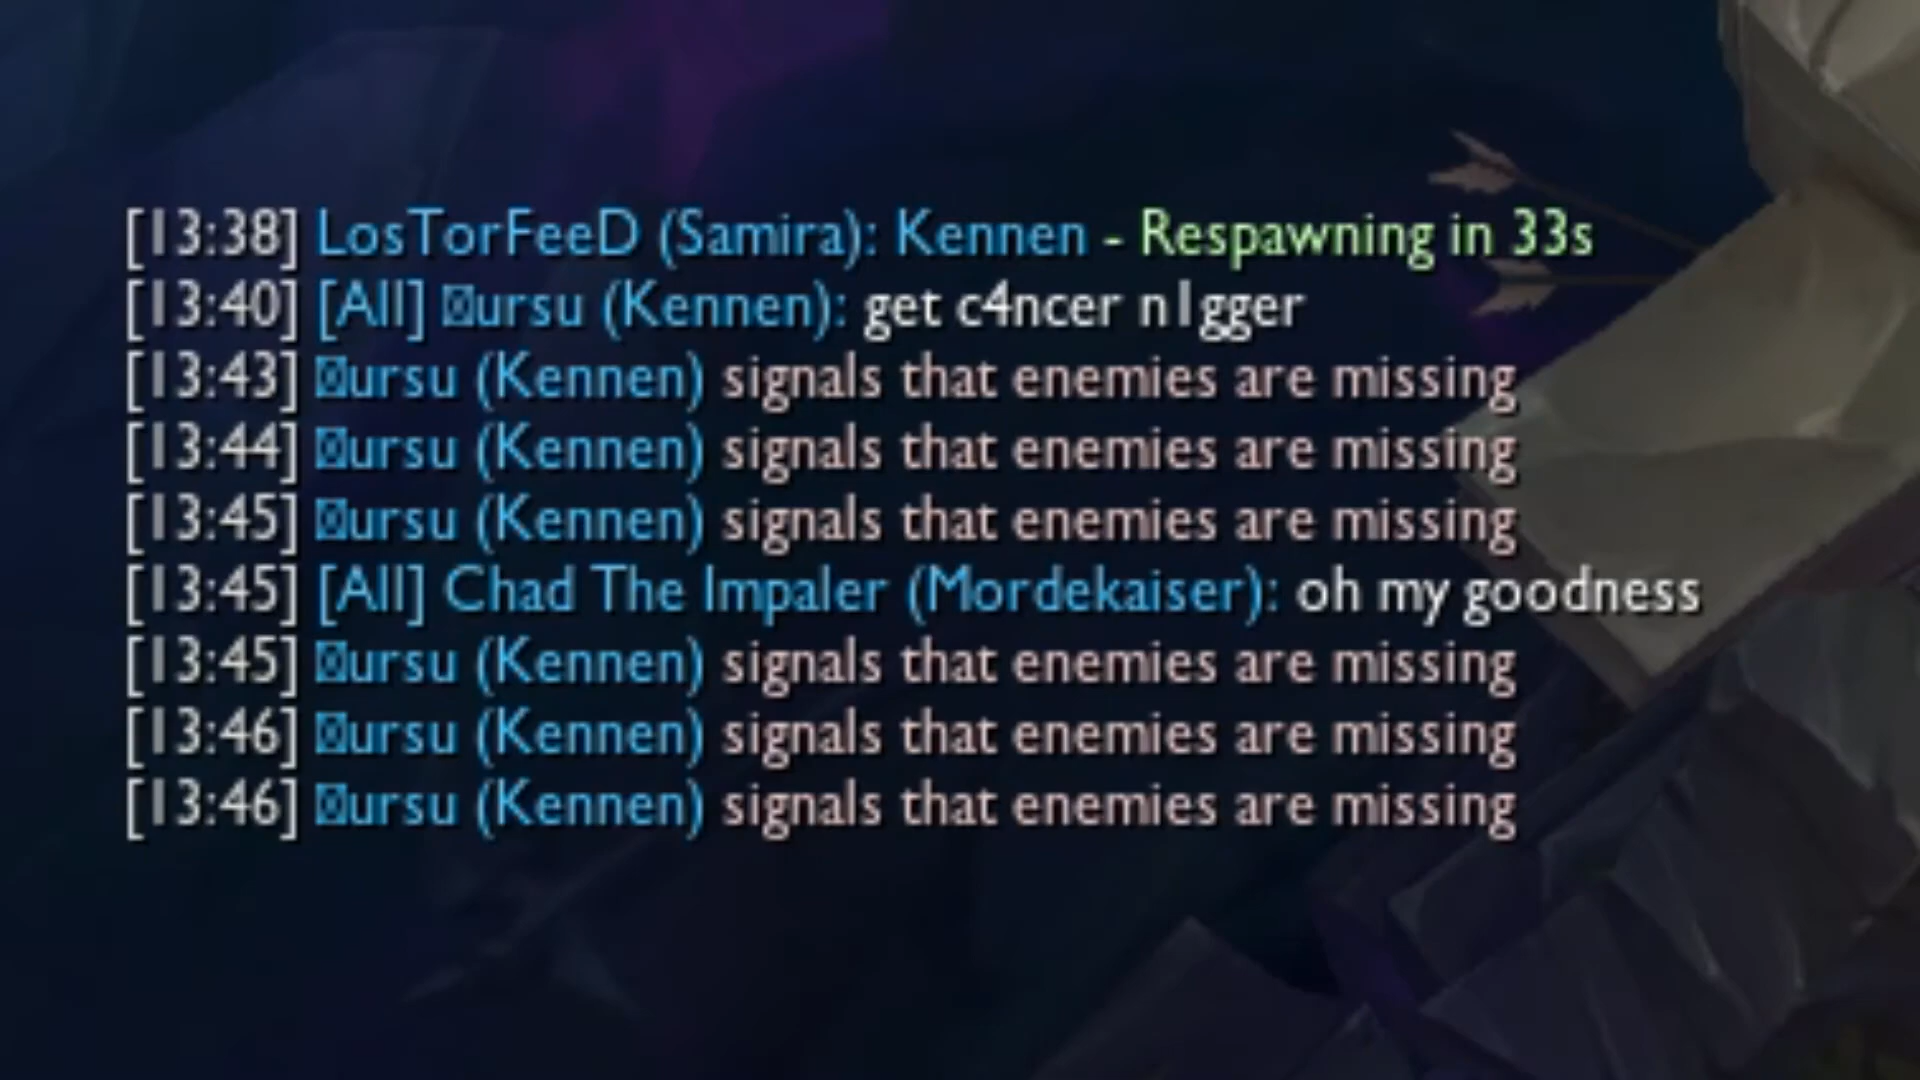 [13:38] LosTorFeeD (Samira): Kennen - Respawning in 33s
[13:40] [All] ursu (Kennen): get c4ncer n1gger
[13:43] ursu (Kennen) signals that enemies are missing
[13:44] ursu (Kennen) signals that enemies are missing
[13:45] ursu (Kennen) signals that enemies are missing
[13:45] [All] Chad The Impaler (Mordekaiser): oh my goodness
[13:45] ursu (Kennen) signals that enemies are missing
[13:46] ursu (Kennen) signals that enemies are missing
[13:46] ursu (Kennen) signals that enemies are missing